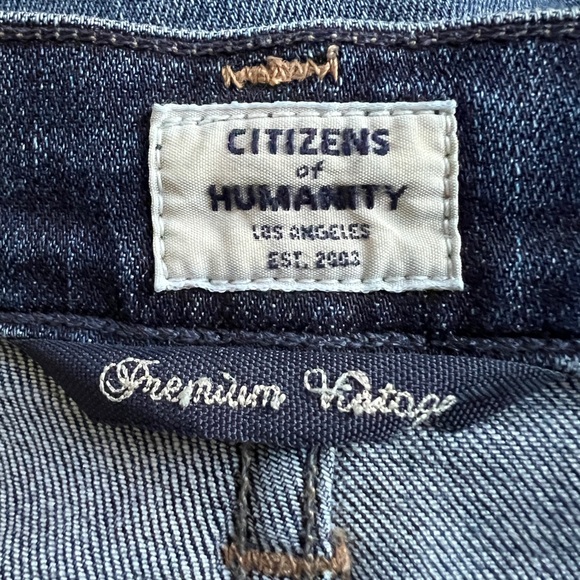 CITIZENS
of
HUMANITY
LOS ANGELES
EST. 2003
Premium Vintage